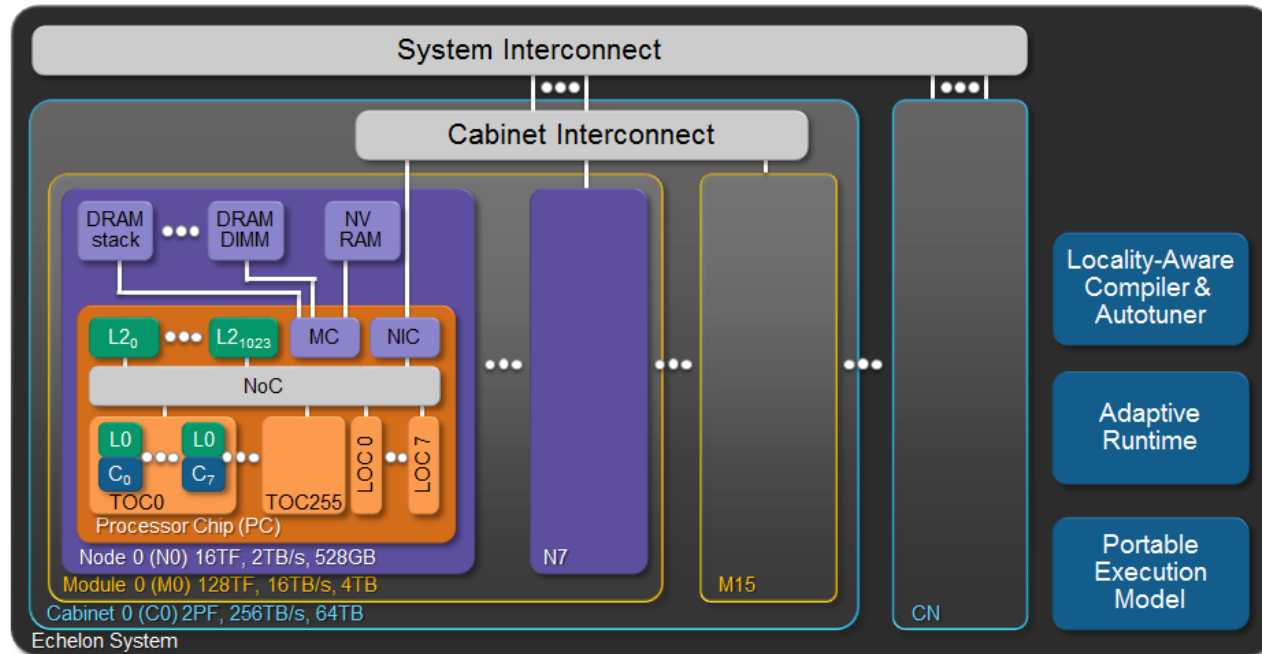 System Interconnect
Cabinet Interconnect
DRAM
stack
DRAM
DIMM
NV
RAM
L2₀
L2₁₀₂₃
MC
NIC
NoC
L0
C₀
L0
C₇
TOC0
TOC255
LOC 0
LOC 7
Processor Chip (PC)
Node 0 (N0) 16TF, 2TB/s, 528GB
N7
Module 0 (M0) 128TF, 16TB/s, 4TB
M15
Cabinet 0 (C0) 2PF, 256TB/s, 64TB
CN
Echelon System
Locality-Aware
Compiler &
Autotuner
Adaptive
Runtime
Portable
Execution
Model